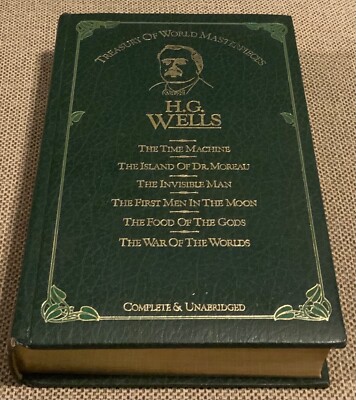 Treasury Of World Masterpieces
H.G.
Wells
The Time Machine
The Island Of Dr. Moreau
The Invisible Man
The First Men In The Moon
The Food Of The Gods
The War Of The Worlds
Complete & Unabridged